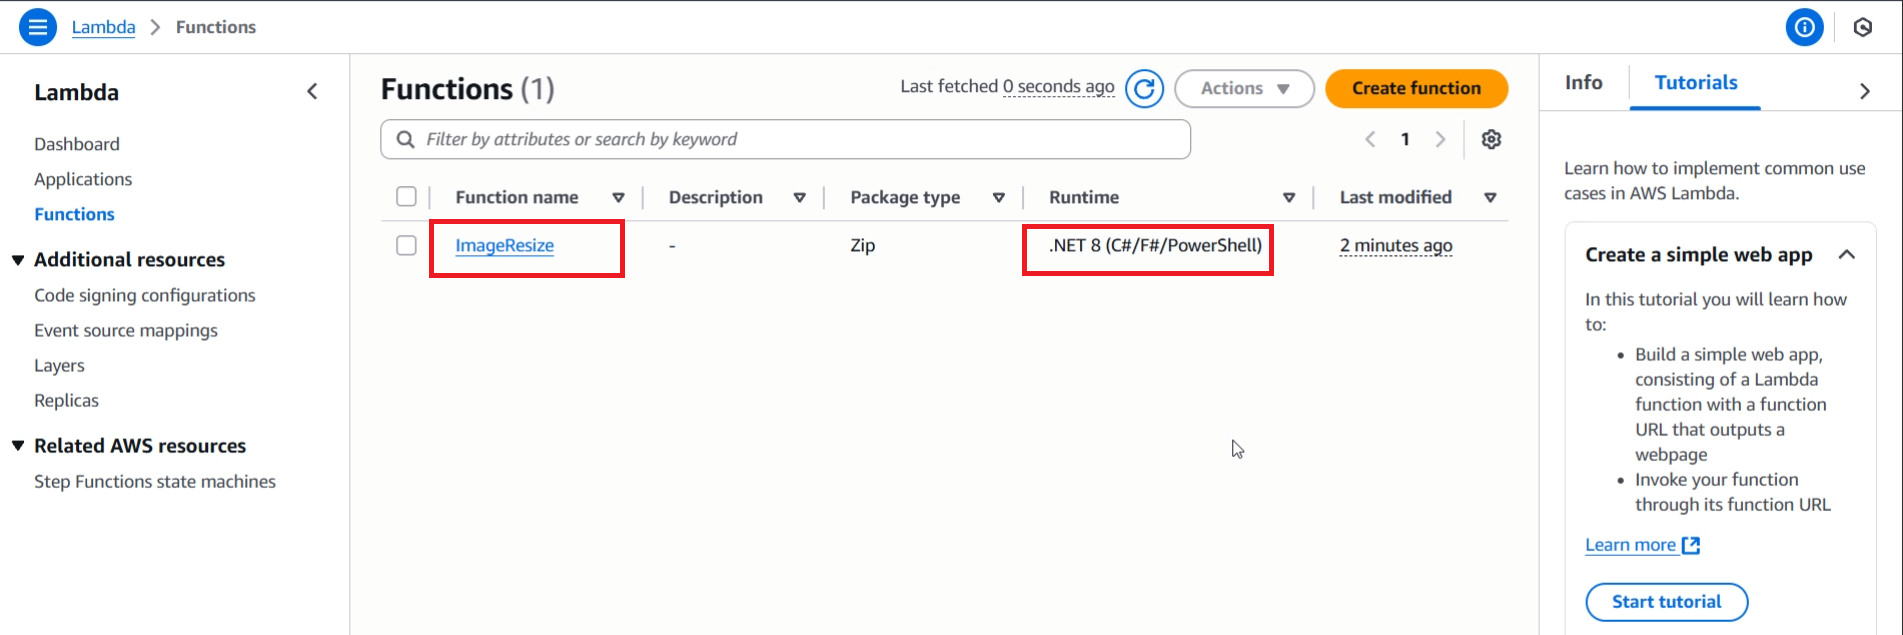 Lambda > Functions
Lambda
Dashboard
Applications
Functions
Additional resources
Code signing configurations
Event source mappings
Layers
Replicas
Related AWS resources
Step Functions state machines
Functions (1)
Last fetched 0 seconds ago
Actions
Create function
Filter by attributes or search by keyword
1
Function name
Description
Package type
Runtime
Last modified
ImageResize
-
Zip
.NET 8 (C#/F#/PowerShell)
2 minutes ago
Info
Tutorials
Learn how to implement common use
cases in AWS Lambda.
Create a simple web app
In this tutorial you will learn how
to:
• Build a simple web app,
consisting of a Lambda
function with a function
URL that outputs a
webpage
• Invoke your function
through its function URL
Learn more
Start tutorial